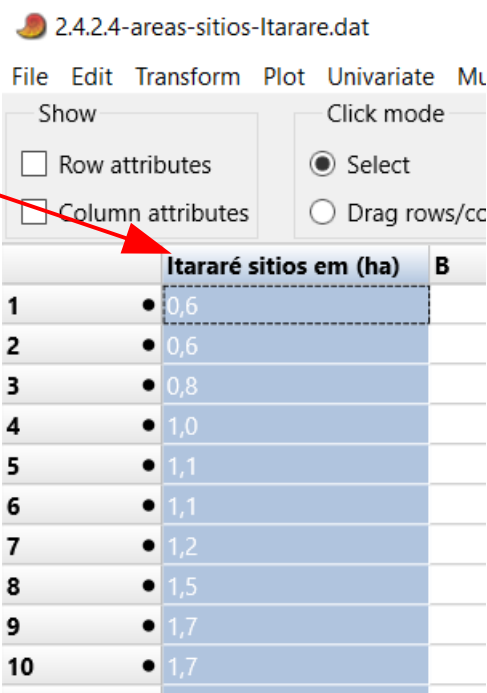 2.4.2.4-areas-sitios-Itarare.dat
File Edit Transform Plot Univariate Mu
Show Click mode
Row attributes Select
Column attributes Drag rows/co
Itararé sitios em (ha) B
1 0,6
2 0,6
3 0,8
4 1,0
5 1,1
6 1,1
7 1,2
8 1,5
9 1,7
10 1,7